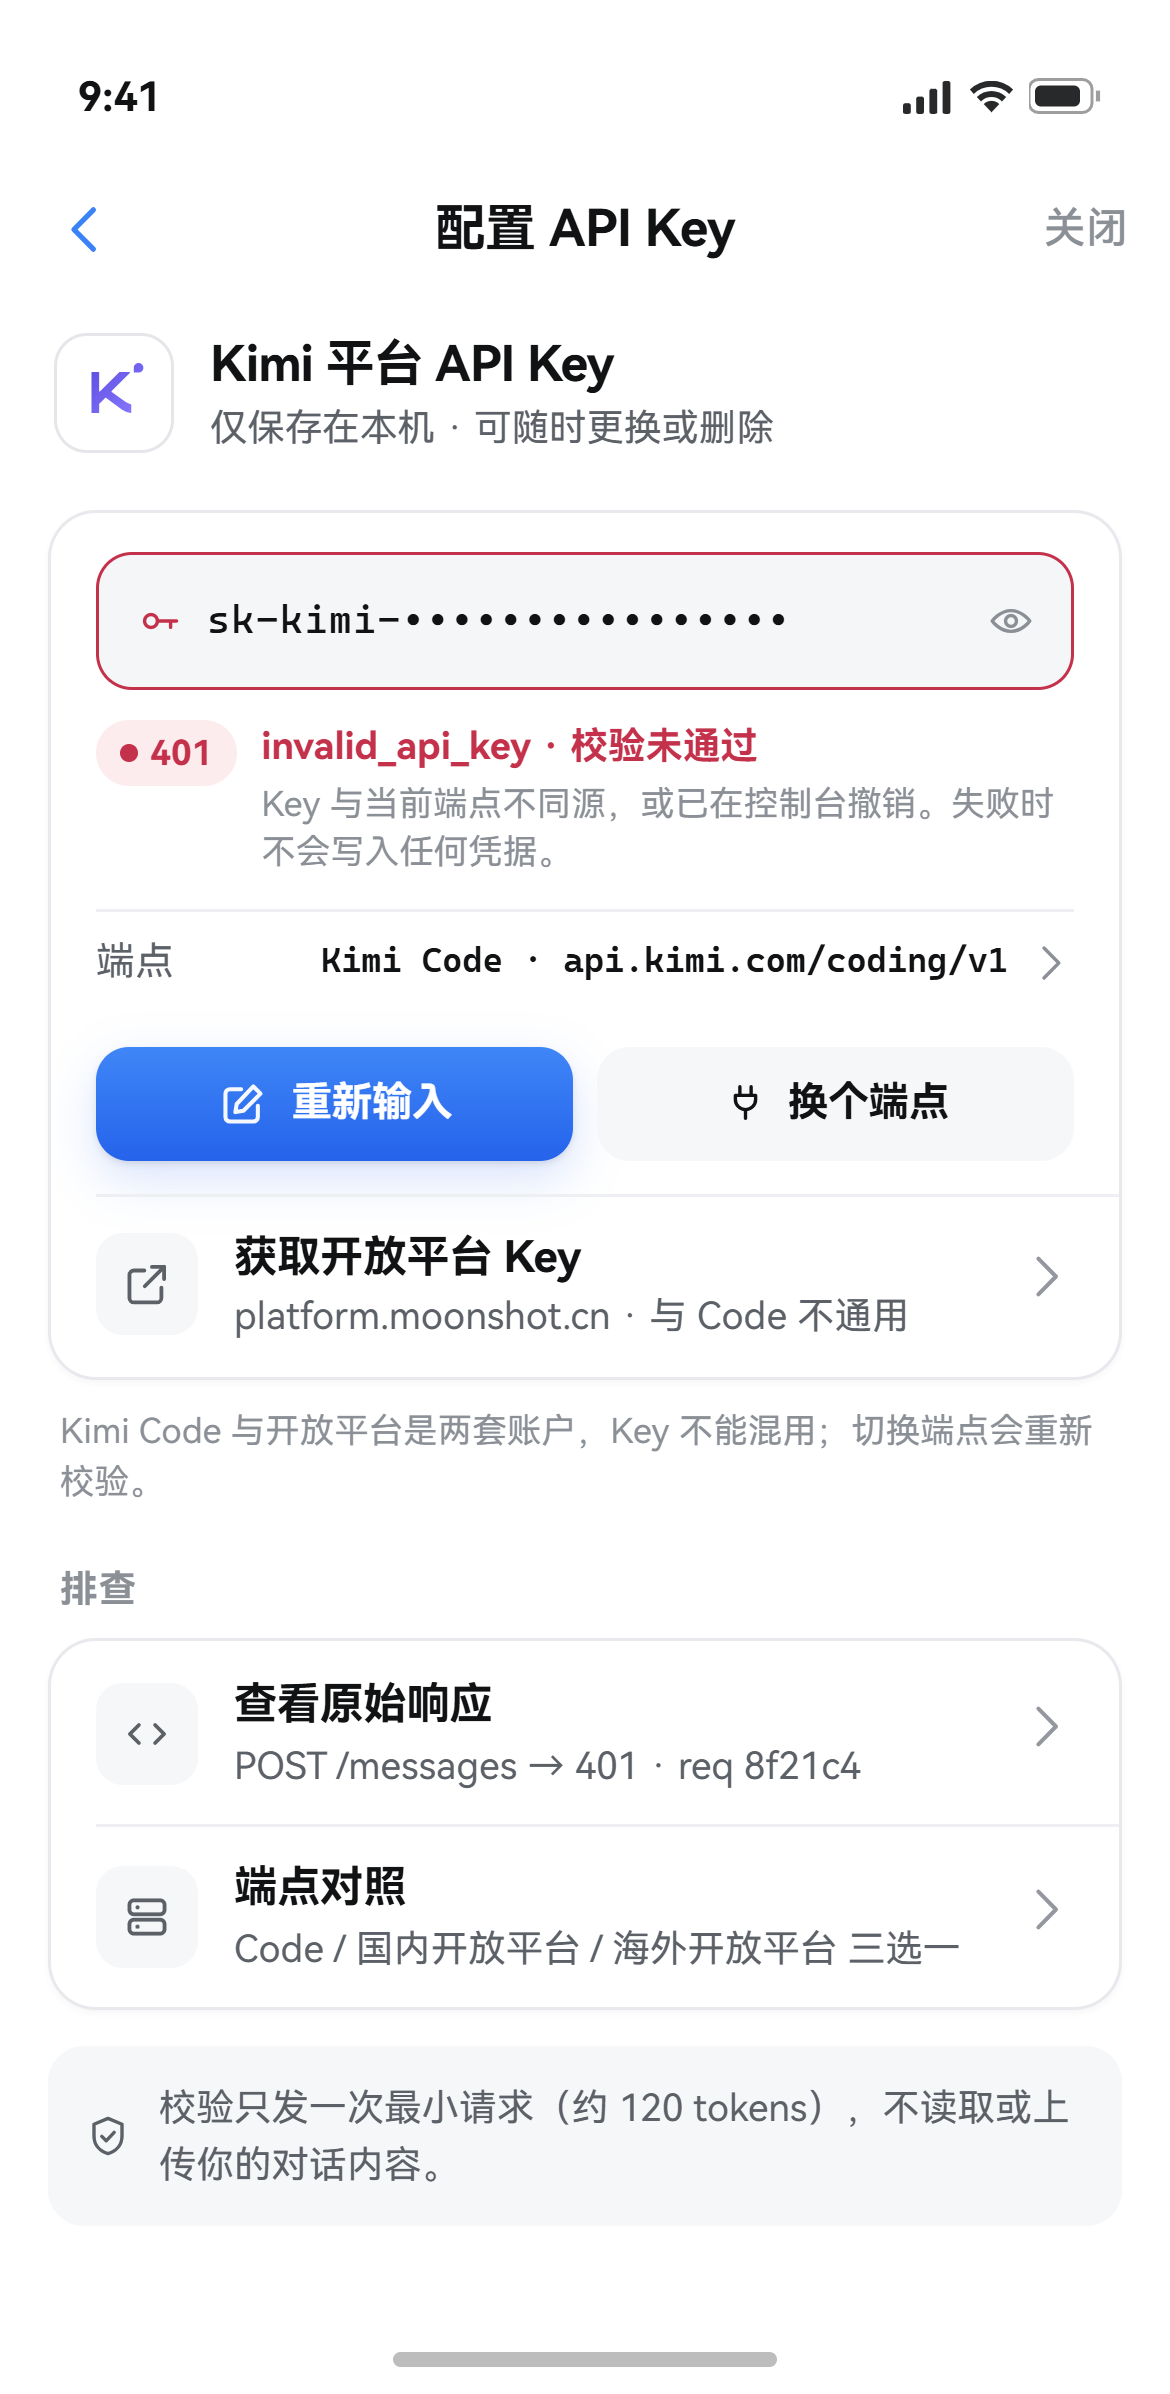 9:41
配置 API Key
关闭
Kimi 平台 API Key
仅保存在本机 · 可随时更换或删除
sk-kimi-••••••••••••••••
401
invalid_api_key · 校验未通过
Key 与当前端点不同源，或已在控制台撤销。失败时
不会写入任何凭据。
端点
Kimi Code · api.kimi.com/coding/v1
重新输入
换个端点
获取开放平台 Key
platform.moonshot.cn · 与 Code 不通用
Kimi Code 与开放平台是两套账户，Key 不能混用；切换端点会重新
校验。
排查
查看原始响应
POST /messages → 401 · req 8f21c4
端点对照
Code / 国内开放平台 / 海外开放平台 三选一
校验只发一次最小请求（约 120 tokens），不读取或上
传你的对话内容。